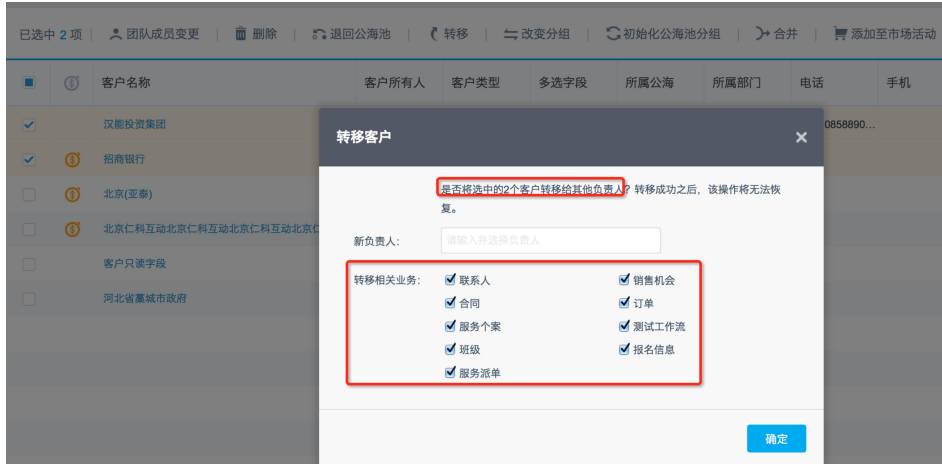 已选中 2 项 | 团队成员变更 | 删除 | 退回公海池 | 转移 | 改变分组 | 初始化公海池分组 | 合并 | 添加至市场活动
客户名称 客户所有人 客户类型 多选字段 所属公海 所属部门 电话 手机
汉能投资集团 0858890...
招商银行
北京(亚泰)
北京仁科互动北京仁科互动北京仁科互动北京仁
客户只读字段
河北省藁城市政府
转移客户
是否将选中的2个客户转移给其他负责人? 转移成功之后，该操作将无法恢
复。
新负责人: 请输入并选择负责人
转移相关业务: 联系人 销售机会
合同 订单
服务个案 测试工作流
班级 报名信息
服务派单
确定